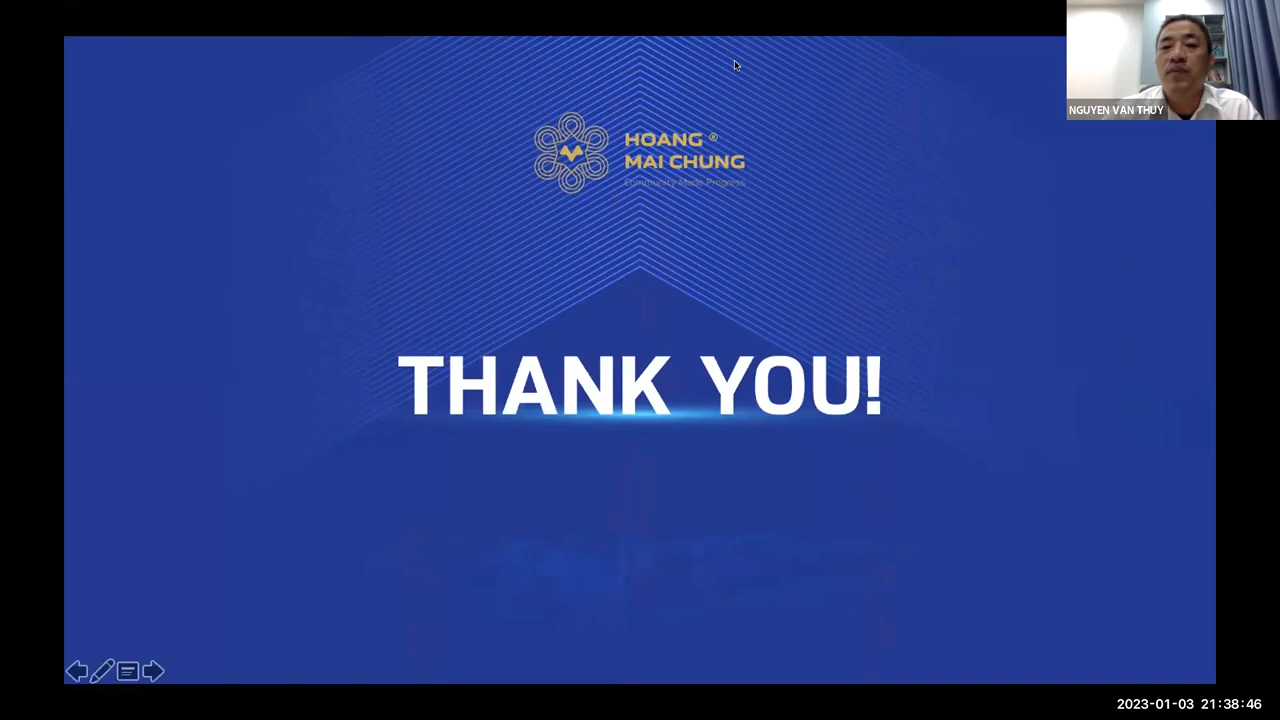 NGUYEN VAN THUY
HOANG ®
MAI CHUNG
Community Made Progress
THANK YOU!
2023-01-03 21:38:46